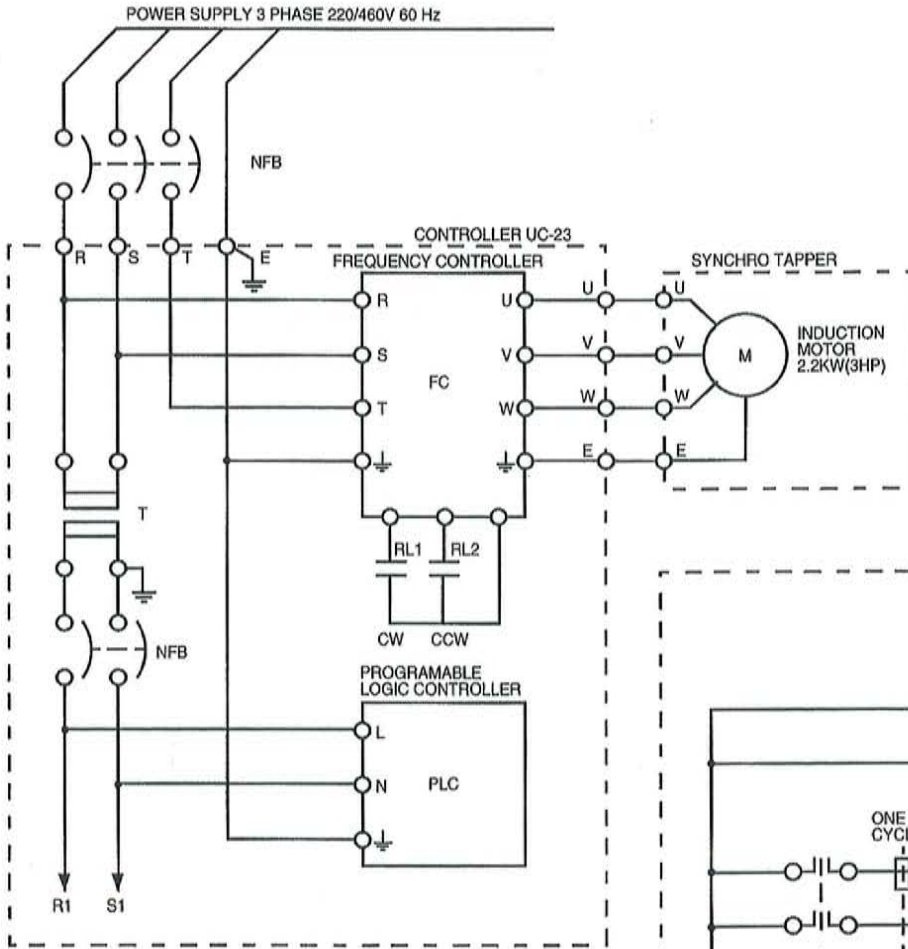 POWER SUPPLY 3 PHASE 220/460V 60 Hz
NFB
CONTROLLER UC-23
R
S
T
E
FREQUENCY CONTROLLER
SYNCHRO TAPPER
R
U
U
U
INDUCTION
MOTOR
2.2KW(3HP)
S
V
V
V
M
FC
T
W
W
W
E
E
T
RL1
RL2
CW
CCW
NFB
PROGRAMABLE
LOGIC CONTROLLER
L
N
PLC
ONE
R1
S1